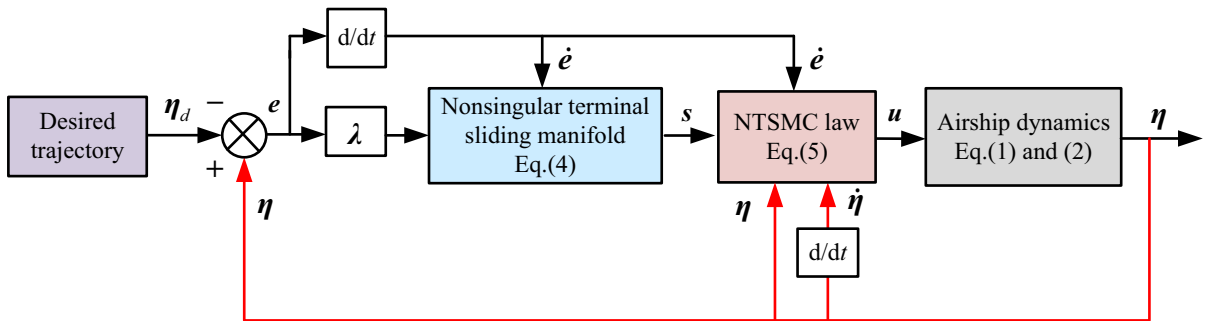 d/dt
ė
ė
Desired
trajectory
η_d
−
+
e
λ
Nonsingular terminal
sliding manifold
Eq.(4)
s
NTSMC law
Eq.(5)
u
Airship dynamics
Eq.(1) and (2)
η
η
η
η̇
d/dt